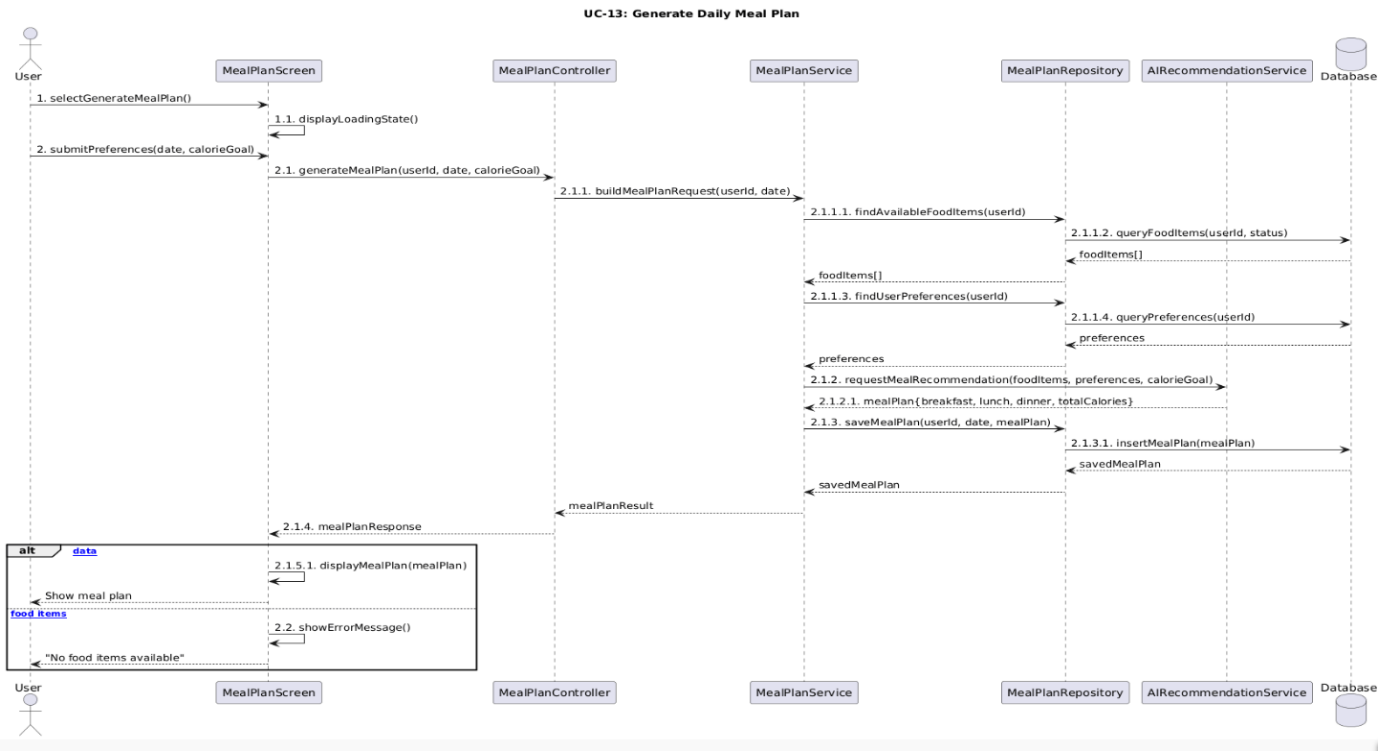 UC-13: Generate Daily Meal Plan
User
MealPlanScreen
MealPlanController
MealPlanService
MealPlanRepository
AIRecommendationService
Database
1. selectGenerateMealPlan()
1.1. displayLoadingState()
2. submitPreferences(date, calorieGoal)
2.1. generateMealPlan(userId, date, calorieGoal)
2.1.1. buildMealPlanRequest(userId, date)
2.1.1.1. findAvailableFoodItems(userId)
2.1.1.2. queryFoodItems(userId, status)
foodItems[]
foodItems[]
2.1.1.3. findUserPreferences(userId)
2.1.1.4. queryPreferences(userId)
preferences
preferences
2.1.2. requestMealRecommendation(foodItems, preferences, calorieGoal)
2.1.2.1. mealPlan{breakfast, lunch, dinner, totalCalories}
2.1.3. saveMealPlan(userId, date, mealPlan)
2.1.3.1. insertMealPlan(mealPlan)
savedMealPlan
savedMealPlan
mealPlanResult
2.1.4. mealPlanResponse
alt
data
2.1.5.1. displayMealPlan(mealPlan)
Show meal plan
food items
2.2. showErrorMessage()
"No food items available"
User
MealPlanScreen
MealPlanController
MealPlanService
MealPlanRepository
AIRecommendationService
Database